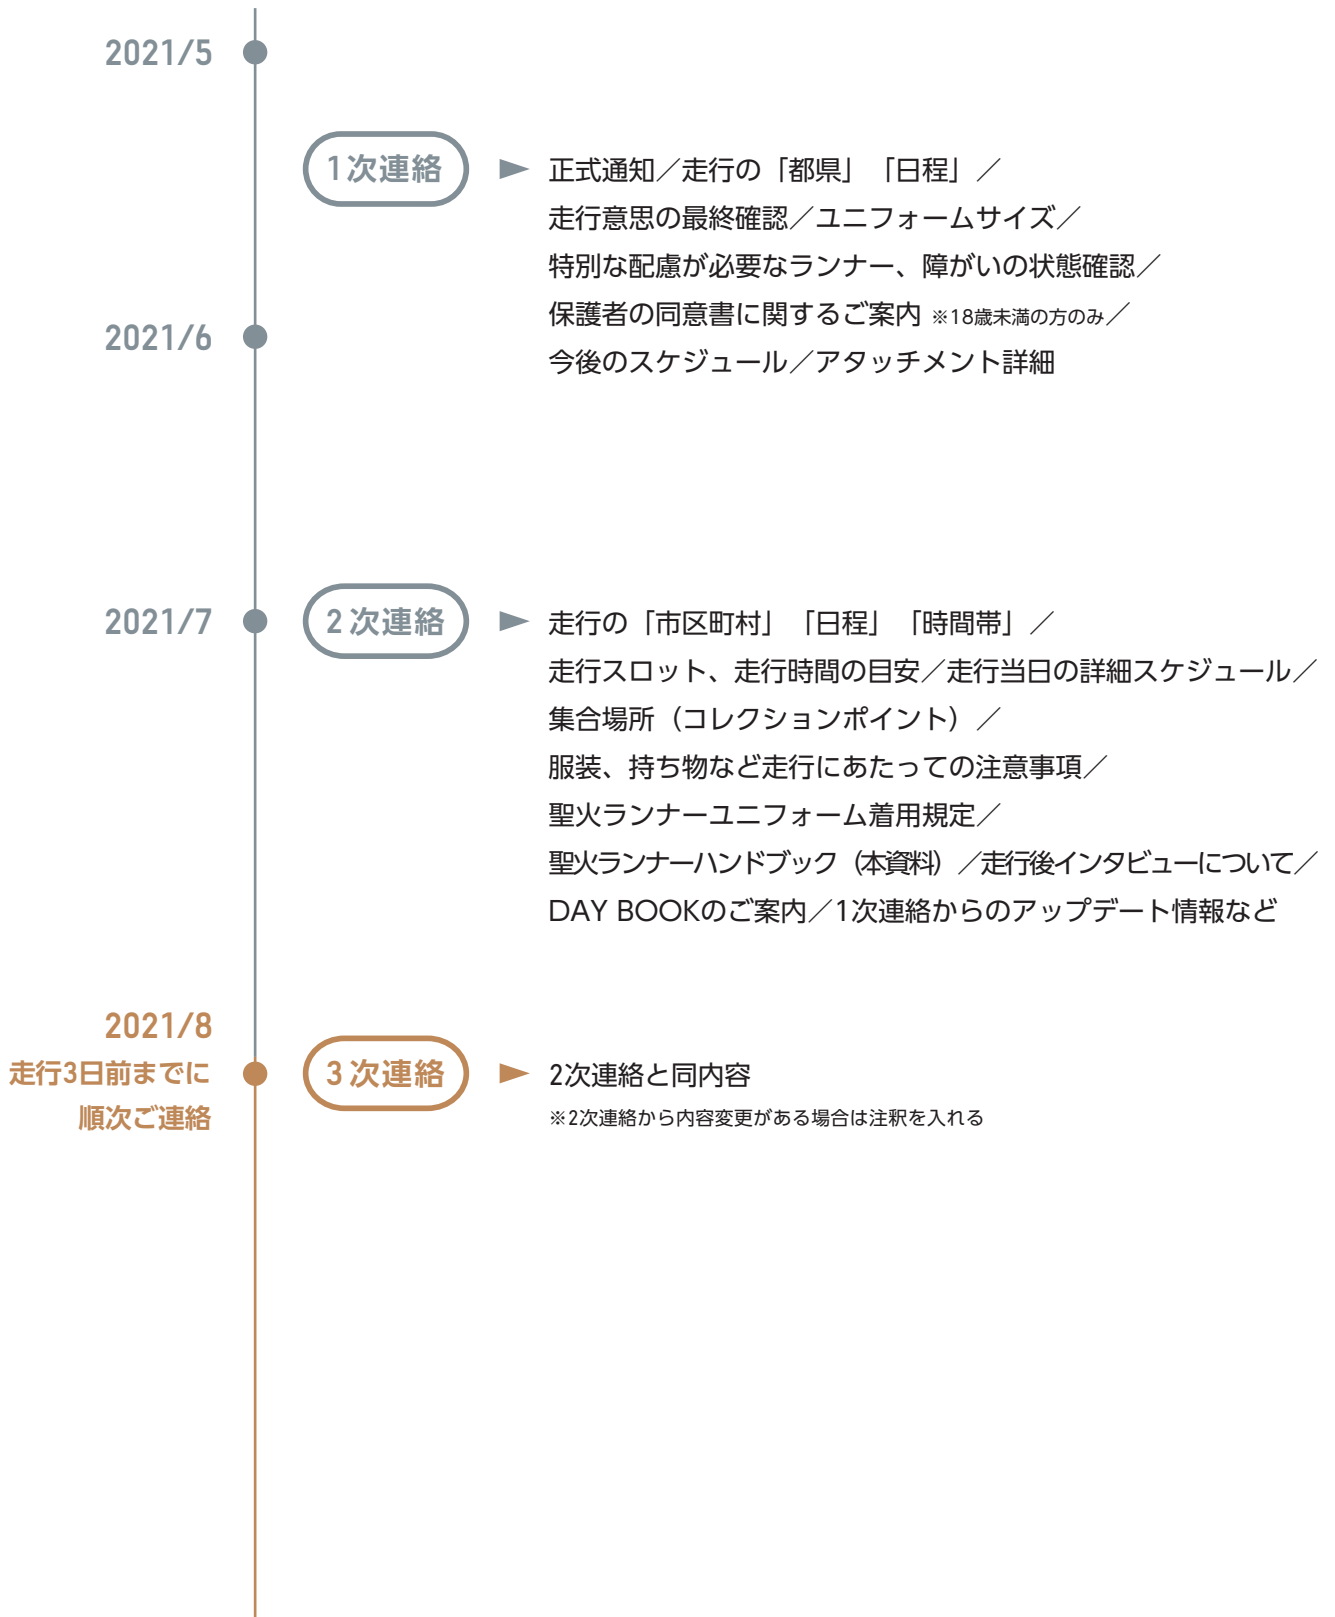 2021/5
1次連絡
正式通知／走行の「都県」「日程」／
走行意思の最終確認／ユニフォームサイズ／
特別な配慮が必要なランナー、障がいの状態確認／
保護者の同意書に関するご案内 ※18歳未満の方のみ／
今後のスケジュール／アタッチメント詳細
2021/6
2021/7
2次連絡
走行の「市区町村」「日程」「時間帯」／
走行スロット、走行時間の目安／走行当日の詳細スケジュール／
集合場所（コレクションポイント）／
服装、持ち物など走行にあたっての注意事項／
聖火ランナーユニフォーム着用規定／
聖火ランナーハンドブック（本資料）／走行後インタビューについて／
DAY BOOKのご案内／1次連絡からのアップデート情報など
2021/8
走行3日前までに
順次ご連絡
3次連絡
2次連絡と同内容
※2次連絡から内容変更がある場合は注釈を入れる